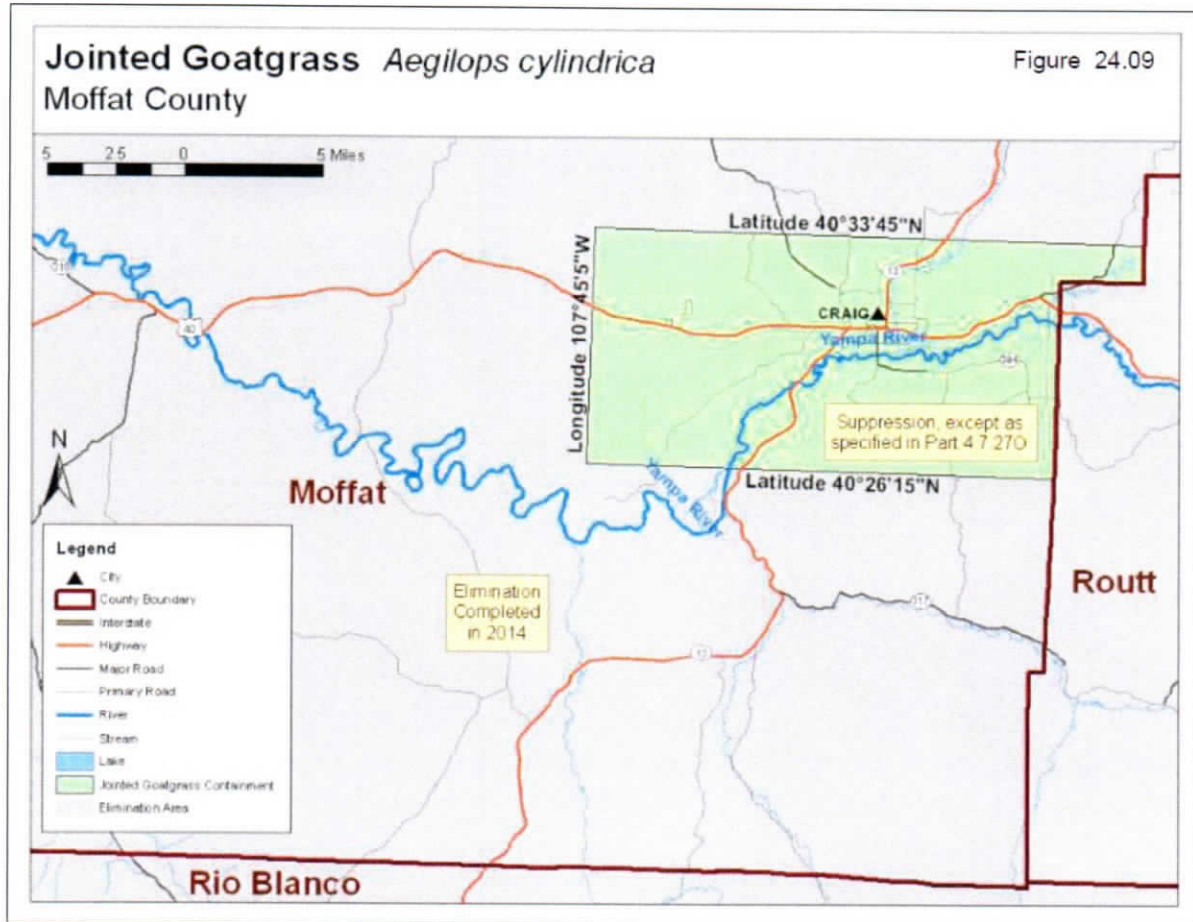 Jointed Goatgrass Aegilops cylindrica
Figure 24.09
Moffat County
5 2.5 0 5 Miles
Latitude 40°33'45"N
Longitude 107°45'5"W
13
CRAIG
40
Yampa River
Suppression, except as
specified in Part 4.7.27O
Latitude 40°26'15"N
Yampa River
Moffat
N
Routt
Elimination
Completed
in 2014
Legend
City
County Boundary
Interstate
Highway
Major Road
Primary Road
River
Stream
Lake
Jointed Goatgrass Containment
Elimination Area
Rio Blanco